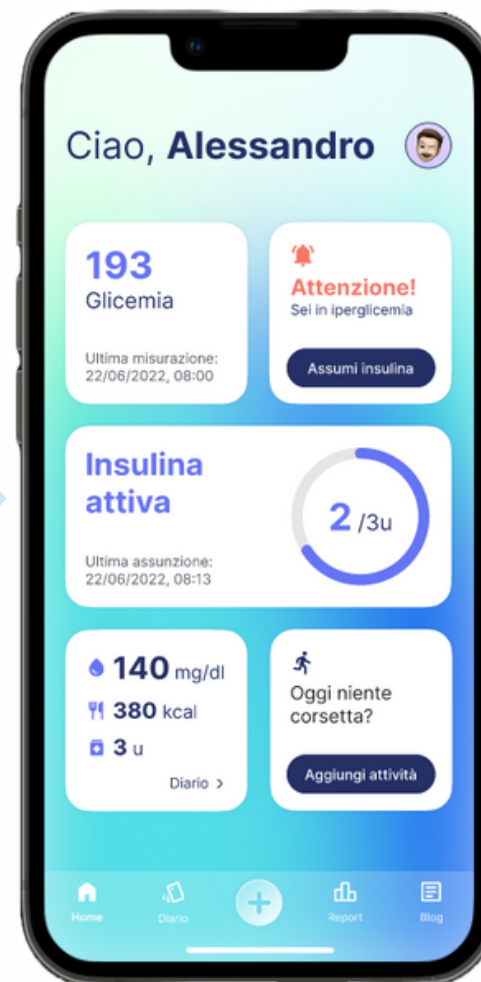 Ciao, Alessandro
193
Glicemia
Ultima misurazione:
22/06/2022, 08:00
Attenzione!
Sei in iperglicemia
Assumi insulina
Insulina
attiva
Ultima assunzione:
22/06/2022, 08:13
2 /3u
140 mg/dl
380 kcal
3 u
Diario >
Oggi niente
corsetta?
Aggiungi attività
Home
Diario
Report
Blog